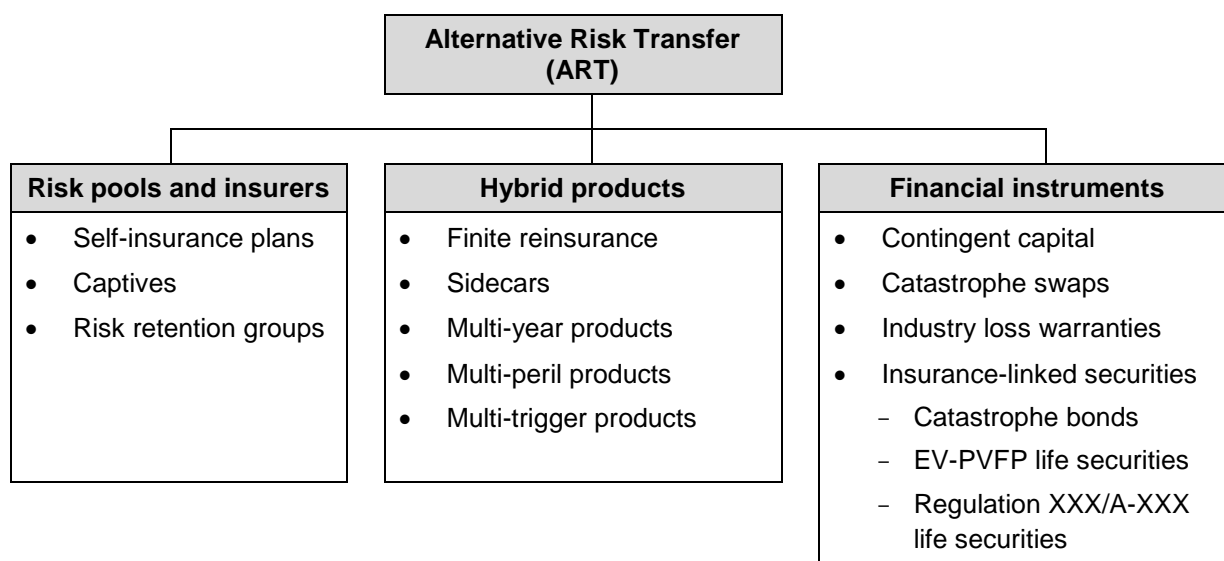 Alternative Risk Transfer
(ART)
Risk pools and insurers
• Self-insurance plans
• Captives
• Risk retention groups
Hybrid products
• Finite reinsurance
• Sidecars
• Multi-year products
• Multi-peril products
• Multi-trigger products
Financial instruments
• Contingent capital
• Catastrophe swaps
• Industry loss warranties
• Insurance-linked securities
- Catastrophe bonds
- EV-PVFP life securities
- Regulation XXX/A-XXX
life securities